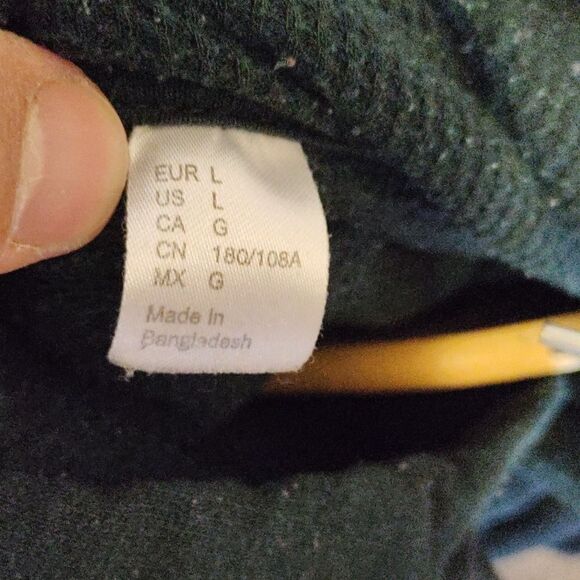 EUR L
US L
CA G
CN 180/108A
MX G
Made in
Bangladesh